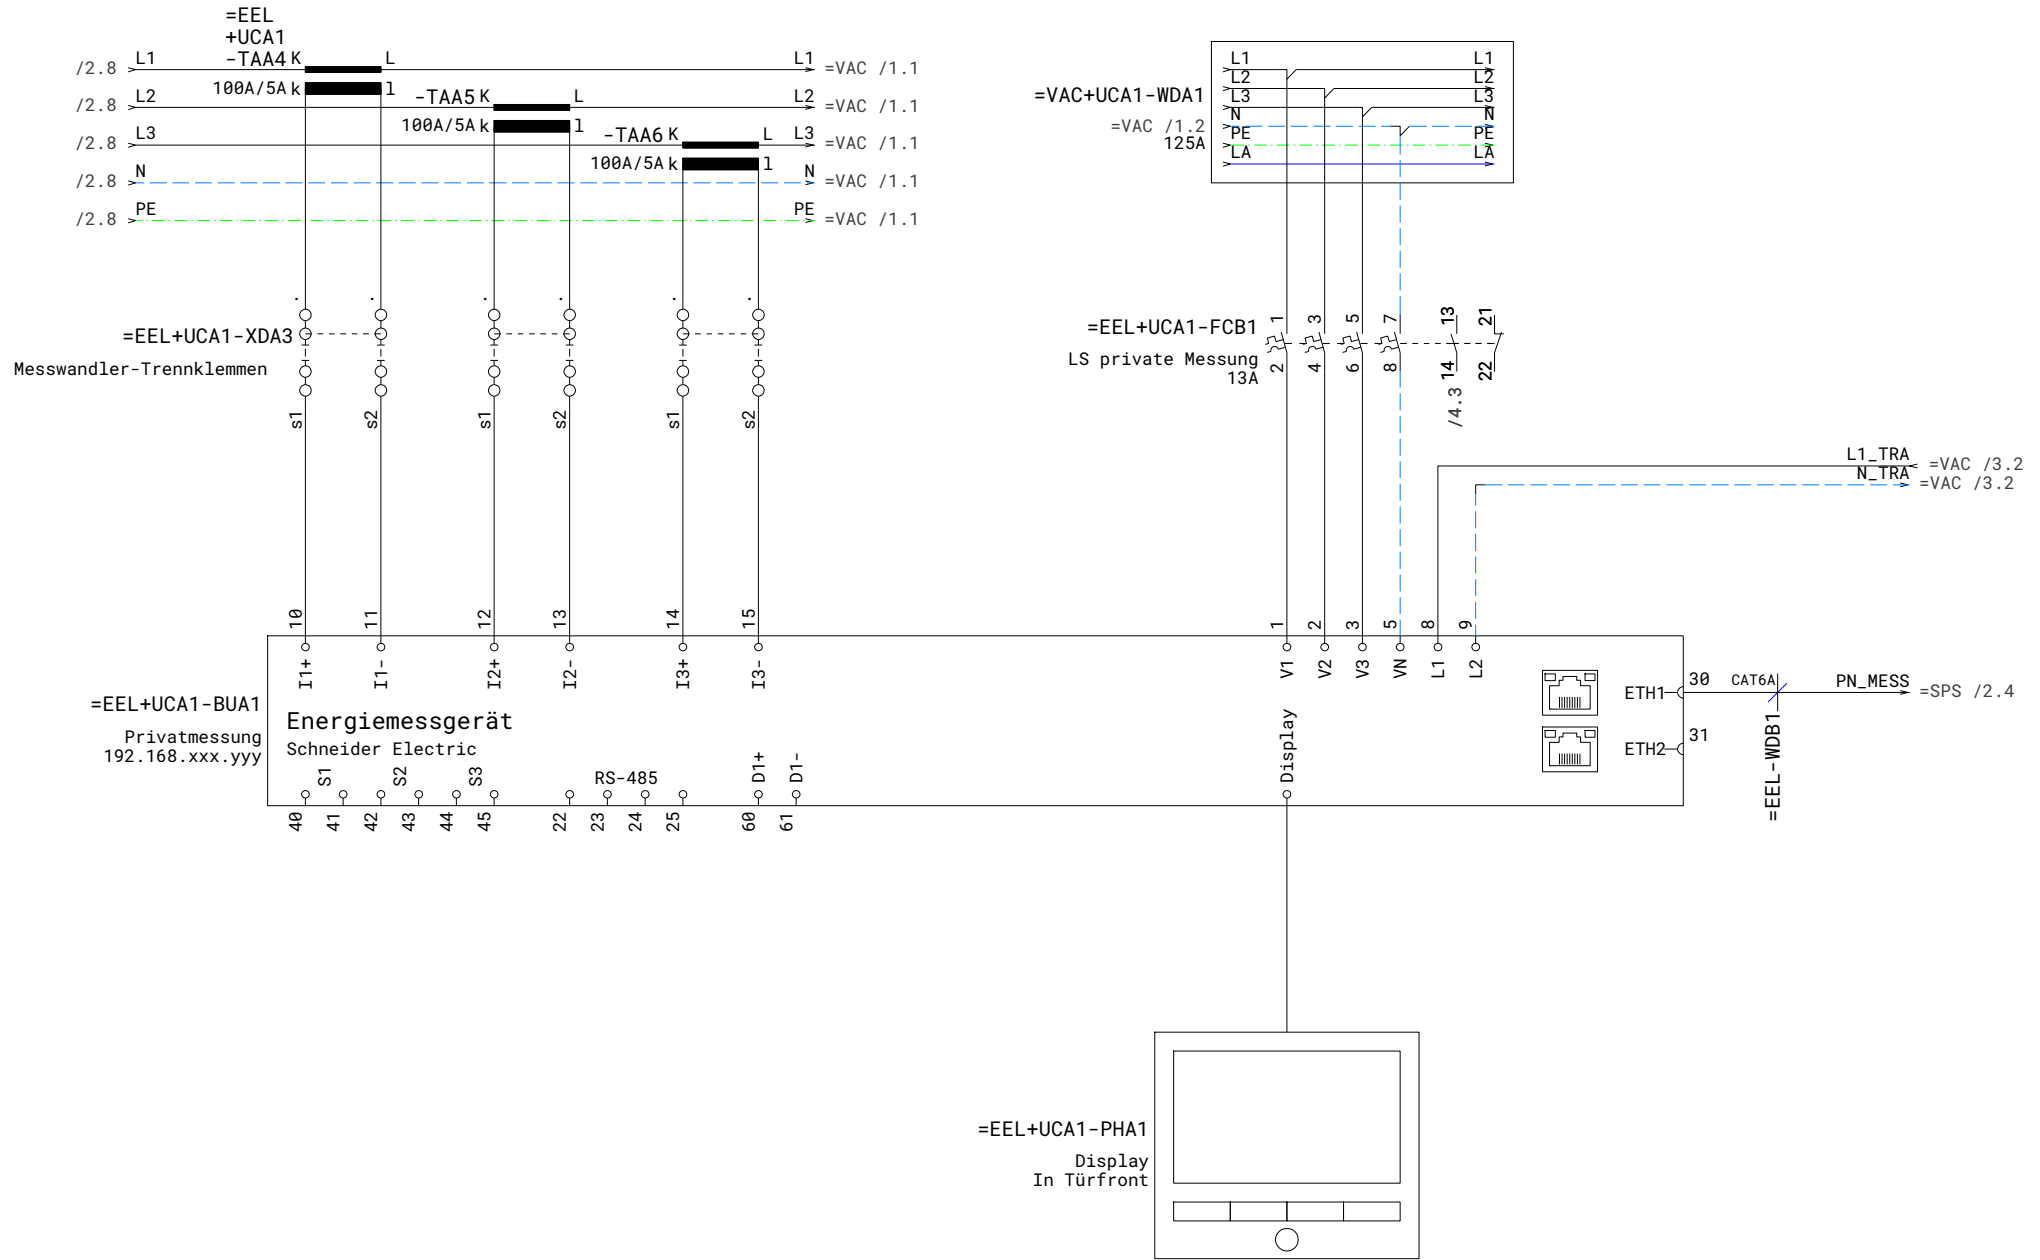 =EEL
+UCA1
-TAA4 K L
/2.8 L1 L1 =VAC /1.1
100A/5A k l
/2.8 L2 -TAA5 K L L2 =VAC /1.1
100A/5A k l
/2.8 L3 -TAA6 K L L3 =VAC /1.1
100A/5A k l
/2.8 N N =VAC /1.1
/2.8 PE PE =VAC /1.1
L1 L1
L2 L2
=VAC+UCA1-WDA1 L3 L3
=VAC /1.2 N N
125A PE PE
LA LA
. . . . . .
=EEL+UCA1-XDA3
Messwandler-Trennklemmen
s1 s2 s1 s2 s1 s2
1 3 5 7 13 21
=EEL+UCA1-FCB1
LS private Messung
13A
2 4 6 8 14 22
/4.3
L1_TRA =VAC /3.2
N_TRA =VAC /3.2
10 11 12 13 14 15 1 2 3 5 8 9
I1+ I1- I2+ I2- I3+ I3- V1 V2 V3 VN L1 L2
=EEL+UCA1-BUA1
Privatmessung
192.168.xxx.yyy
Energiemessgerät
Schneider Electric
ETH1 30 CAT6A PN_MESS =SPS /2.4
ETH2 31
=EEL-WDB1
Display
S1 S2 S3 RS-485 D1+ D1-
40 41 42 43 44 45 22 23 24 25 60 61
=EEL+UCA1-PHA1
Display
In Türfront